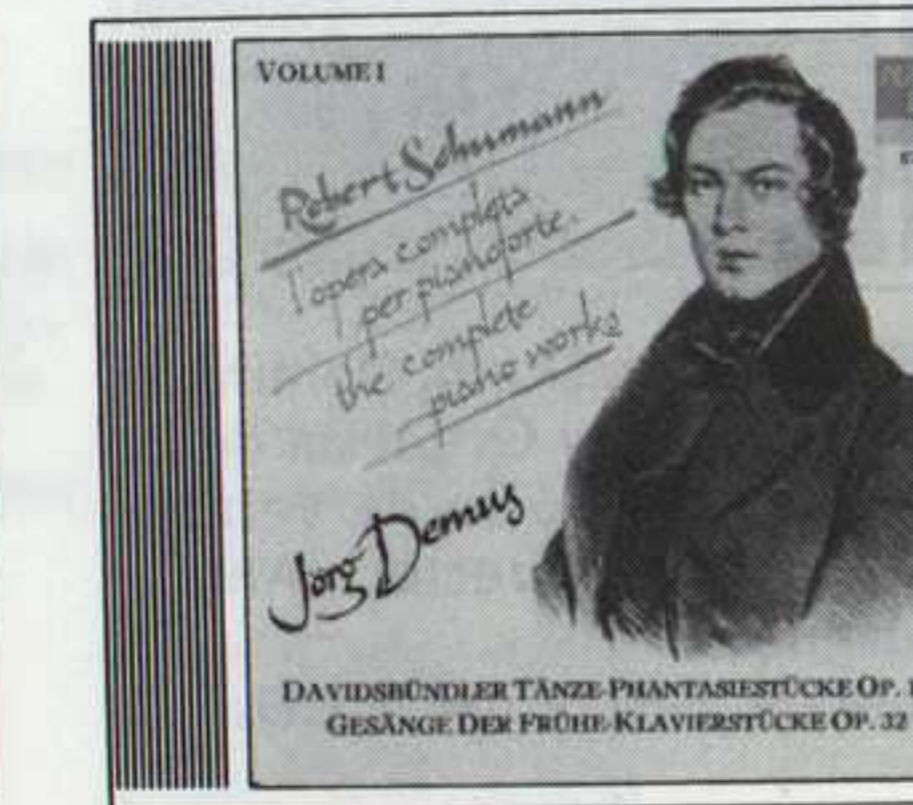 VOLUME I
Robert Schumann
l'opera completa
per pianoforte.
the complete
piano works
Jörg Demus
DAVIDSBÜNDLER TÄNZE-PHANTASIESTÜCKE OP.
GESÄNGE DER FRÜHE-KLAVIERSTÜCKE OP. 32